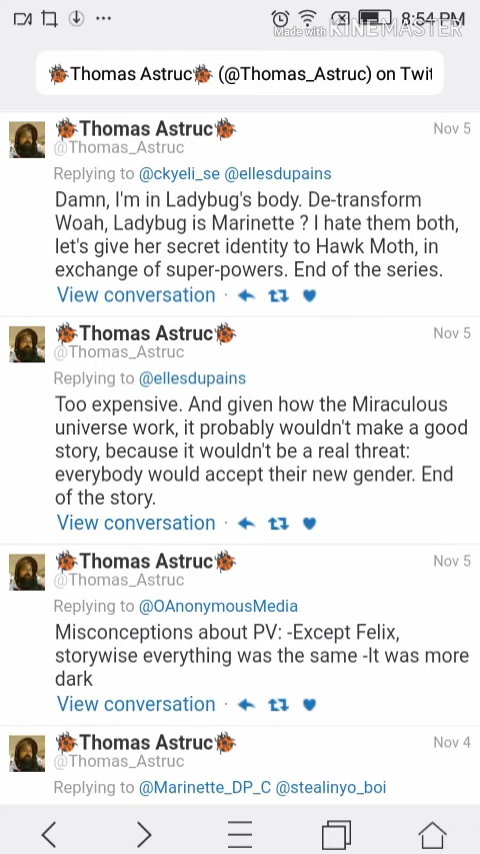 8:54 PM
Made with KINEMASTER
🐞Thomas Astruc🐞 (@Thomas_Astruc) on Twit
🐞Thomas Astruc🐞 Nov 5
@Thomas_Astruc
Replying to @ckyeli_se @ellesdupains
Damn, I'm in Ladybug's body. De-transform
Woah, Ladybug is Marinette ? I hate them both,
let's give her secret identity to Hawk Moth, in
exchange of super-powers. End of the series.
View conversation ·
🐞Thomas Astruc🐞 Nov 5
@Thomas_Astruc
Replying to @ellesdupains
Too expensive. And given how the Miraculous
universe work, it probably wouldn't make a good
story, because it wouldn't be a real threat:
everybody would accept their new gender. End
of the story.
View conversation ·
🐞Thomas Astruc🐞 Nov 5
@Thomas_Astruc
Replying to @OAnonymousMedia
Misconceptions about PV: -Except Felix,
storywise everything was the same -It was more
dark
View conversation ·
🐞Thomas Astruc🐞 Nov 4
@Thomas_Astruc
Replying to @Marinette_DP_C @stealinyo_boi